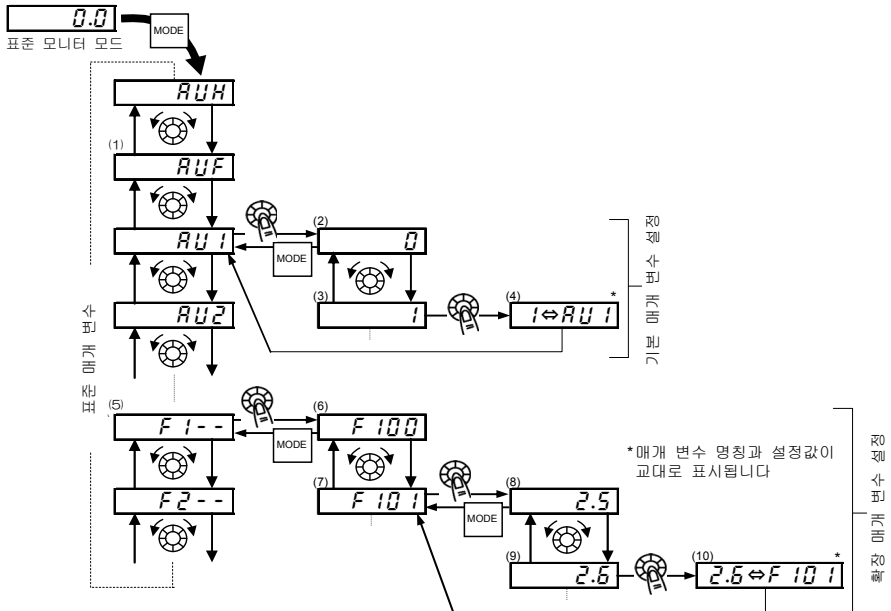 0.0
MODE
표준 모니터 모드
AUH
(1)
AUF
AU1
(2)
0
MODE
(3)
1
(4)
*
1⇔AU1
AU2
기본 매개 변수 설정
표준 매개 변수
(5)
F1--
(6)
F100
MODE
F2--
(7)
F101
(8)
2.5
MODE
(9)
2.6
(10)
*
2.6⇔F101
*매개 변수 명칭과 설정값이
교대로 표시됩니다
확장 매개 변수 설정